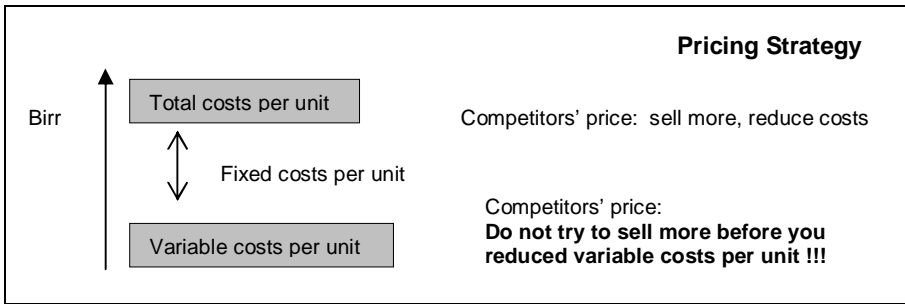 Pricing Strategy
Total costs per unit
Birr
Competitors’ price: sell more, reduce costs
Fixed costs per unit
Competitors’ price:
Do not try to sell more before you
Variable costs per unit
reduced variable costs per unit !!!